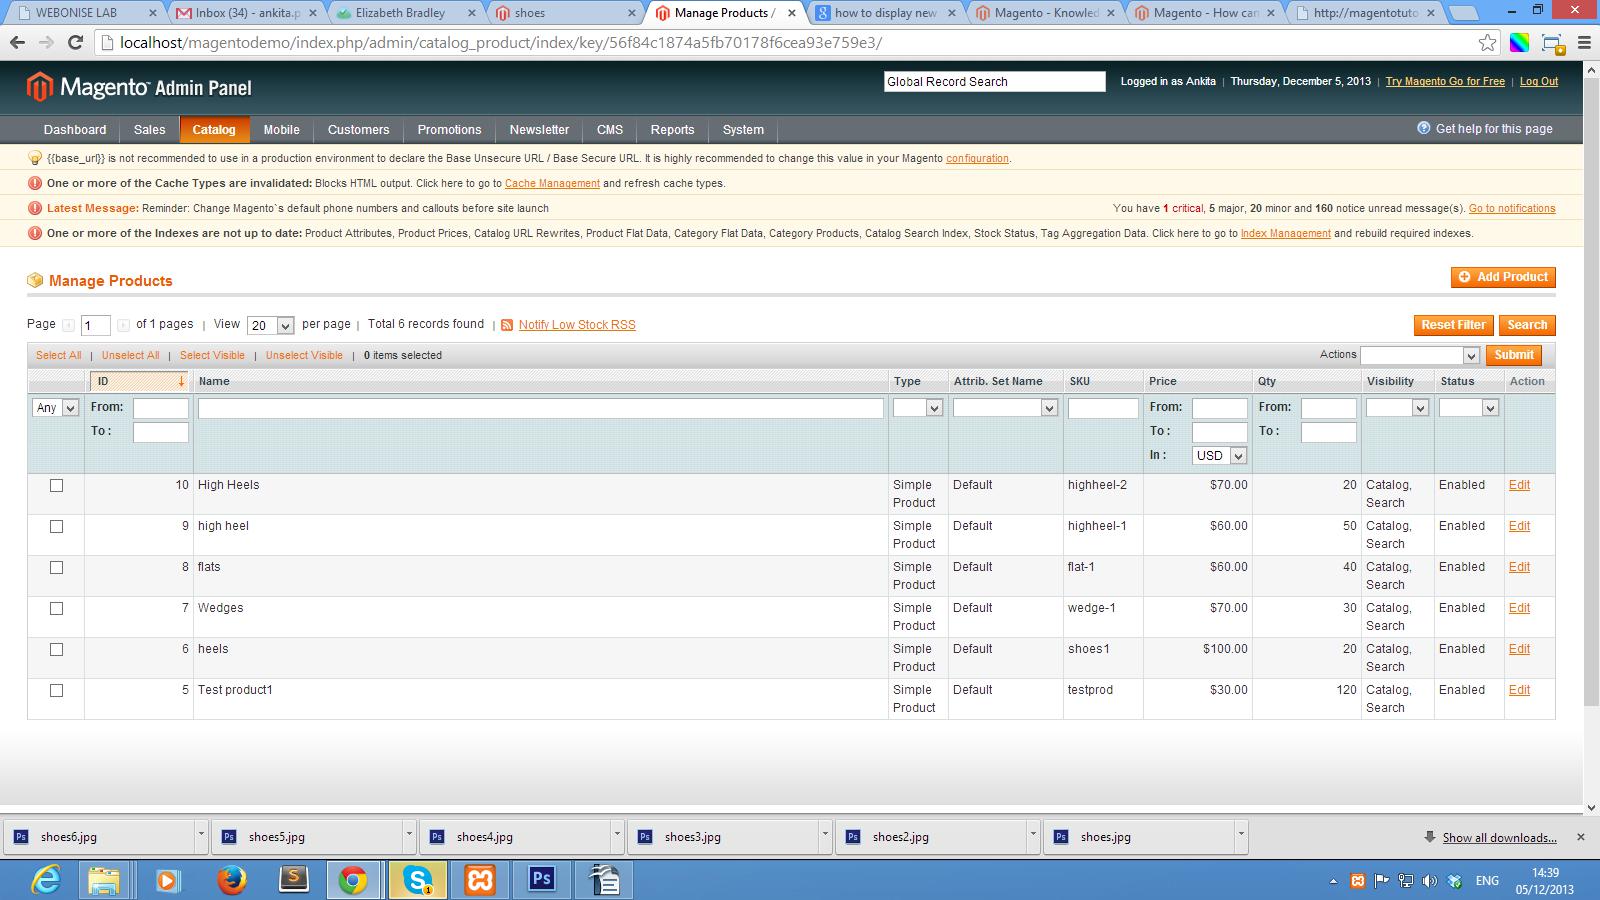 WEBONISE LAB
Inbox (34) - ankita.p
Elizabeth Bradley
shoes
Manage Products /
how to display new
Magento - Knowled
Magento - How can
http://magentotuto
localhost/magentodemo/index.php/admin/catalog_product/index/key/56f84c1874a5fb70178f6cea93e759e3/
Magento Admin Panel
Global Record Search
Logged in as Ankita | Thursday, December 5, 2013 | Try Magento Go for Free | Log Out
Dashboard Sales Catalog Mobile Customers Promotions Newsletter CMS Reports System
Get help for this page
{{base_url}} is not recommended to use in a production environment to declare the Base Unsecure URL / Base Secure URL. It is highly recommended to change this value in your Magento configuration.
One or more of the Cache Types are invalidated: Blocks HTML output. Click here to go to Cache Management and refresh cache types.
Latest Message: Reminder: Change Magento`s default phone numbers and callouts before site launch
You have 1 critical, 5 major, 20 minor and 160 notice unread message(s). Go to notifications
One or more of the Indexes are not up to date: Product Attributes, Product Prices, Catalog URL Rewrites, Product Flat Data, Category Flat Data, Category Products, Catalog Search Index, Stock Status, Tag Aggregation Data. Click here to go to Index Management and rebuild required indexes.
Manage Products
Add Product
Page 1 of 1 pages | View 20 per page | Total 6 records found | Notify Low Stock RSS
Reset Filter Search
Select All | Unselect All | Select Visible | Unselect Visible | 0 items selected
Actions Submit
ID Name Type Attrib. Set Name SKU Price Qty Visibility Status Action
Any From: From: From:
To : To : To :
In : USD
10 High Heels Simple Product Default highheel-2 $70.00 20 Catalog, Search Enabled Edit
9 high heel Simple Product Default highheel-1 $60.00 50 Catalog, Search Enabled Edit
8 flats Simple Product Default flat-1 $60.00 40 Catalog, Search Enabled Edit
7 Wedges Simple Product Default wedge-1 $70.00 30 Catalog, Search Enabled Edit
6 heels Simple Product Default shoes1 $100.00 20 Catalog, Search Enabled Edit
5 Test product1 Simple Product Default testprod $30.00 120 Catalog, Search Enabled Edit
Ps shoes6.jpg
Ps shoes5.jpg
Ps shoes4.jpg
Ps shoes3.jpg
Ps shoes2.jpg
Ps shoes.jpg
Show all downloads...
S
1
Ps
ENG
14:39
05/12/2013